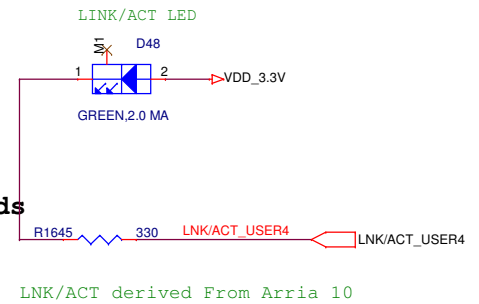 LINK/ACT LED
M1
D48
1
2
VDD_3.3V
GREEN,2.0 MA
ds
R1645
330
LNK/ACT_USER4
LNK/ACT_USER4
LNK/ACT derived From Arria 10